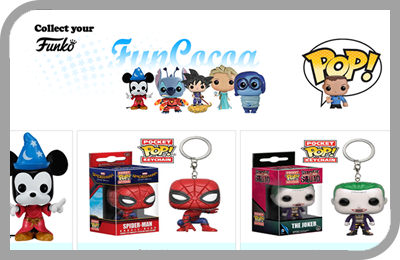 Collect your
Funko
FunCocoa
POP!
POCKET
POP!
KEYCHAIN
SPIDER-MAN
POCKET
POP!
KEYCHAIN
THE JOKER